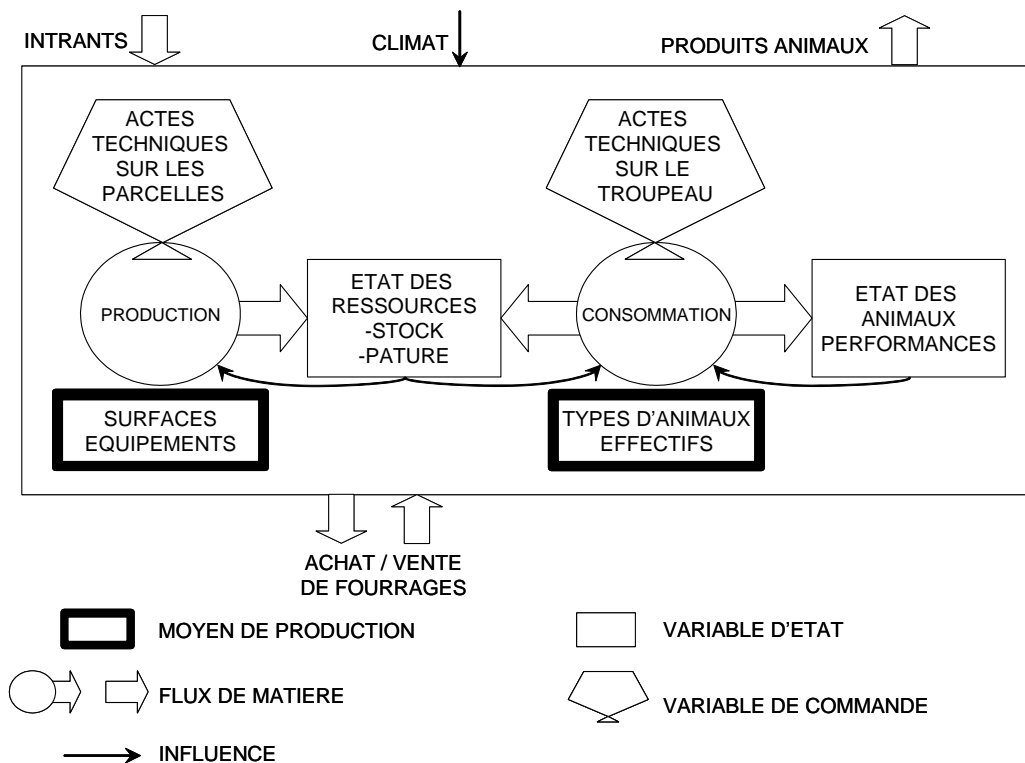 INTRANTS
CLIMAT
PRODUITS ANIMAUX
ACTES
TECHNIQUES
SUR LES
PARCELLES
ACTES
TECHNIQUES
SUR LE
TROUPEAU
PRODUCTION
ETAT DES
RESSOURCES
-STOCK
-PATURE
CONSOMMATION
ETAT DES
ANIMAUX
PERFORMANCES
SURFACES
EQUIPEMENTS
TYPES D'ANIMAUX
EFFECTIFS
ACHAT / VENTE
DE FOURRAGES
MOYEN DE PRODUCTION
VARIABLE D'ETAT
FLUX DE MATIERE
VARIABLE DE COMMANDE
INFLUENCE